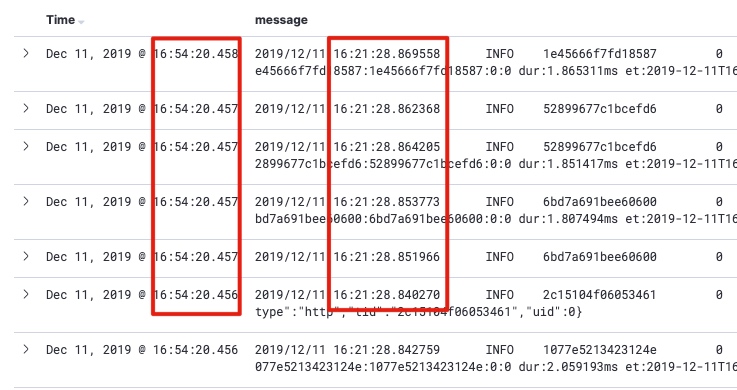 Time message
Dec 11, 2019 @ 16:54:20.458 2019/12/11 16:21:28.869558 INFO 1e45666f7fd18587 0
e45666f7fd18587:1e45666f7fd18587:0:0 dur:1.865311ms et:2019-12-11T16
Dec 11, 2019 @ 16:54:20.457 2019/12/11 16:21:28.862368 INFO 52899677c1bcefd6 0
Dec 11, 2019 @ 16:54:20.457 2019/12/11 16:21:28.864205 INFO 52899677c1bcefd6 0
2899677c1bcefd6:52899677c1bcefd6:0:0 dur:1.851417ms et:2019-12-11T16
Dec 11, 2019 @ 16:54:20.457 2019/12/11 16:21:28.853773 INFO 6bd7a691bee60600 0
bd7a691bee60600:6bd7a691bee60600:0:0 dur:1.807494ms et:2019-12-11T16
Dec 11, 2019 @ 16:54:20.457 2019/12/11 16:21:28.851966 INFO 6bd7a691bee60600 0
Dec 11, 2019 @ 16:54:20.456 2019/12/11 16:21:28.840270 INFO 2c15104f06053461 0
type":"http","tid":"2c15104f06053461","uid":0}
Dec 11, 2019 @ 16:54:20.456 2019/12/11 16:21:28.842759 INFO 1077e5213423124e 0
077e5213423124e:1077e5213423124e:0:0 dur:2.059193ms et:2019-12-11T16